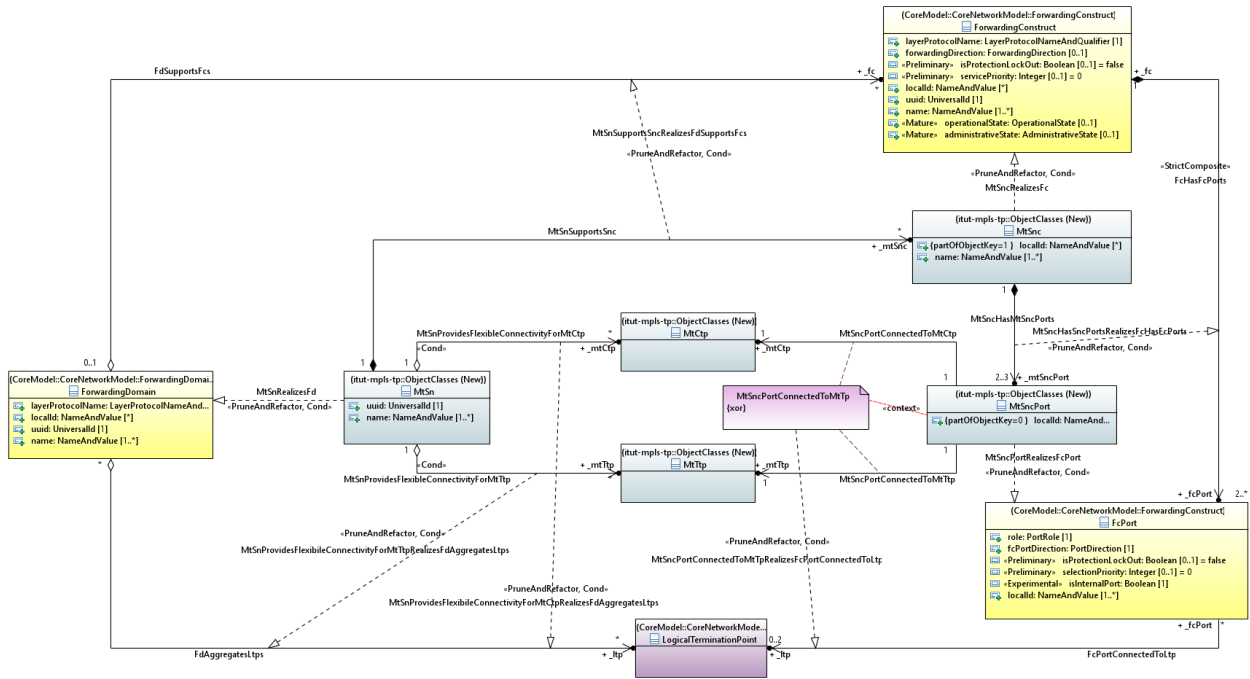 (CoreModel::CoreNetworkModel::ForwardingConstruct)
ForwardingConstruct
layerProtocolName: LayerProtocolNameAndQualifier [1]
forwardingDirection: ForwardingDirection [0..1]
«Preliminary» isProtectionLockOut: Boolean [0..1] = false
«Preliminary» servicePriority: Integer [0..1] = 0
localId: NameAndValue [*]
uuid: UniversalId [1]
name: NameAndValue [1..*]
«Mature» operationalState: OperationalState [0..1]
«Mature» administrativeState: AdministrativeState [0..1]
FdSupportsFcs
+ _fc
*
+ _fc
1
MtSnSupportsSncRealizesFdSupportsFcs
«PruneAndRefactor, Cond»
«StrictComposite»
FcHasFcPorts
«PruneAndRefactor, Cond»
MtSncRealizesFc
MtSnSupportsSnc
*
+ _mtSnc
(itut-mpls-tp::ObjectClasses (New))
MtSnc
{partOfObjectKey=1 } localId: NameAndValue [*]
name: NameAndValue [1..*]
1
MtSncHasMtSncPorts
MtSncHasSncPortsRealizesFcHasFcPorts
«PruneAndRefactor, Cond»
2..3
+ _mtSncPort
MtSnProvidesFlexibleConnectivityForMtCtp
«Cond»
*
+ _mtCtp
(itut-mpls-tp::ObjectClasses (New))
MtCtp
1
+ _mtCtp
MtSncPortConnectedToMtCtp
1
0..1
(CoreModel::CoreNetworkModel::ForwardingDomai...
ForwardingDomain
layerProtocolName: LayerProtocolNameAnd...
localId: NameAndValue [*]
uuid: UniversalId [1]
name: NameAndValue [1..*]
*
MtSnRealizesFd
«PruneAndRefactor, Cond»
1
1
(itut-mpls-tp::ObjectClasses (New))
MtSn
uuid: UniversalId [1]
name: NameAndValue [1..*]
1
MtSncPortConnectedToMtTp
{xor}
«context»
(itut-mpls-tp::ObjectClasses (New))
MtSncPort
{partOfObjectKey=0 } localId: NameAnd...
1
«Cond»
MtSnProvidesFlexibleConnectivityForMtTtp
+ _mtTtp
*
(itut-mpls-tp::ObjectClasses (New))
MtTtp
+ _mtTtp
1
MtSncPortConnectedToMtTtp
MtSncPortRealizesFcPort
«PruneAndRefactor, Cond»
+ _fcPort
2..*
(CoreModel::CoreNetworkModel::ForwardingConstruct)
FcPort
role: PortRole [1]
fcPortDirection: PortDirection [1]
«Preliminary» isProtectionLockOut: Boolean [0..1] = false
«Preliminary» selectionPriority: Integer [0..1] = 0
«Experimental» isInternalPort: Boolean [1]
localId: NameAndValue [1..*]
«PruneAndRefactor, Cond»
MtSnProvidesFlexibileConnectivityForMtTtpRealizesFdAggregatesLtps
«PruneAndRefactor, Cond»
MtSncPortConnectedToMtTpRealizesFcPortConnectedToLtp
«PruneAndRefactor, Cond»
MtSnProvidesFlexibleConnectivityForMtCtpRealizesFdAggregatesLtps
(CoreModel::CoreNetworkMode...
LogicalTerminationPoint
*
+ _ltp
0..2
+ _ltp
FdAggregatesLtps
+ _fcPort
*
FcPortConnectedToLtp